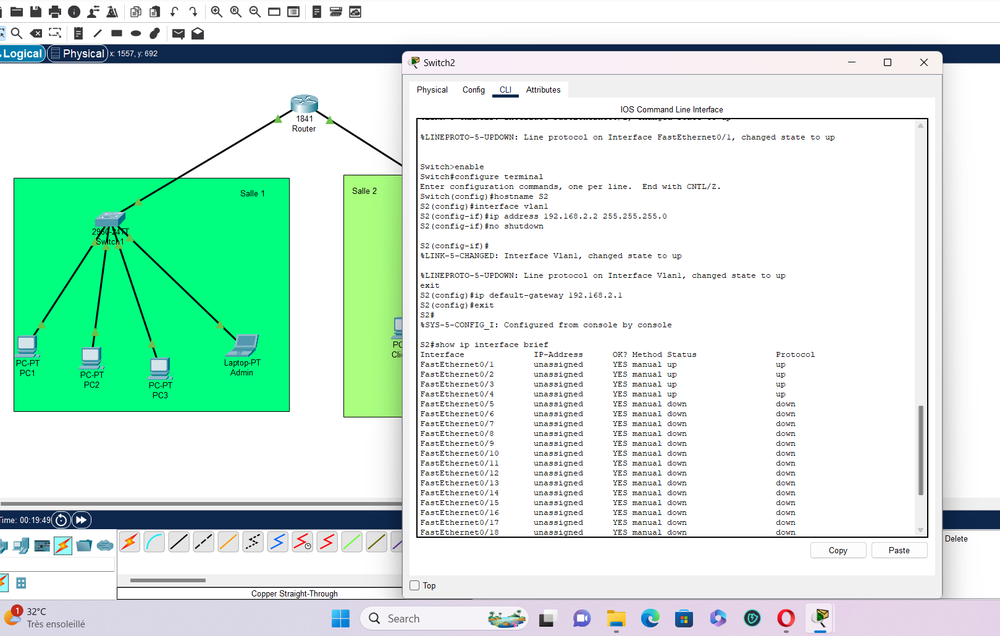 Logical
Physical
x: 1557, y: 692
1841
Router
Salle 1
Salle 2
2960-24TT
Switch1
PC-PT
PC1
PC-PT
PC2
PC-PT
PC3
Laptop-PT
Admin
PC
Cli
Switch2
Physical
Config
CLI
Attributes
IOS Command Line Interface
%LINEPROTO-5-UPDOWN: Line protocol on Interface FastEthernet0/1, changed state to up
Switch>enable
Switch#configure terminal
Enter configuration commands, one per line.  End with CNTL/Z.
Switch(config)#hostname S2
S2(config)#interface vlan1
S2(config-if)#ip address 192.168.2.2 255.255.255.0
S2(config-if)#no shutdown
S2(config-if)#
%LINK-5-CHANGED: Interface Vlan1, changed state to up
%LINEPROTO-5-UPDOWN: Line protocol on Interface Vlan1, changed state to up
exit
S2(config)#ip default-gateway 192.168.2.1
S2(config)#exit
S2#
%SYS-5-CONFIG_I: Configured from console by console
S2#show ip interface brief
Interface IP-Address OK? Method Status Protocol
FastEthernet0/1 unassigned YES manual up up
FastEthernet0/2 unassigned YES manual up up
FastEthernet0/3 unassigned YES manual up up
FastEthernet0/4 unassigned YES manual up up
FastEthernet0/5 unassigned YES manual down down
FastEthernet0/6 unassigned YES manual down down
FastEthernet0/7 unassigned YES manual down down
FastEthernet0/8 unassigned YES manual down down
FastEthernet0/9 unassigned YES manual down down
FastEthernet0/10 unassigned YES manual down down
FastEthernet0/11 unassigned YES manual down down
FastEthernet0/12 unassigned YES manual down down
FastEthernet0/13 unassigned YES manual down down
FastEthernet0/14 unassigned YES manual down down
FastEthernet0/15 unassigned YES manual down down
FastEthernet0/16 unassigned YES manual down down
FastEthernet0/17 unassigned YES manual down down
FastEthernet0/18 unassigned YES manual down down
Copy
Paste
Top
Time: 00:19:49
Delete
Copper Straight-Through
1
32°C
Très ensoleillé
Search